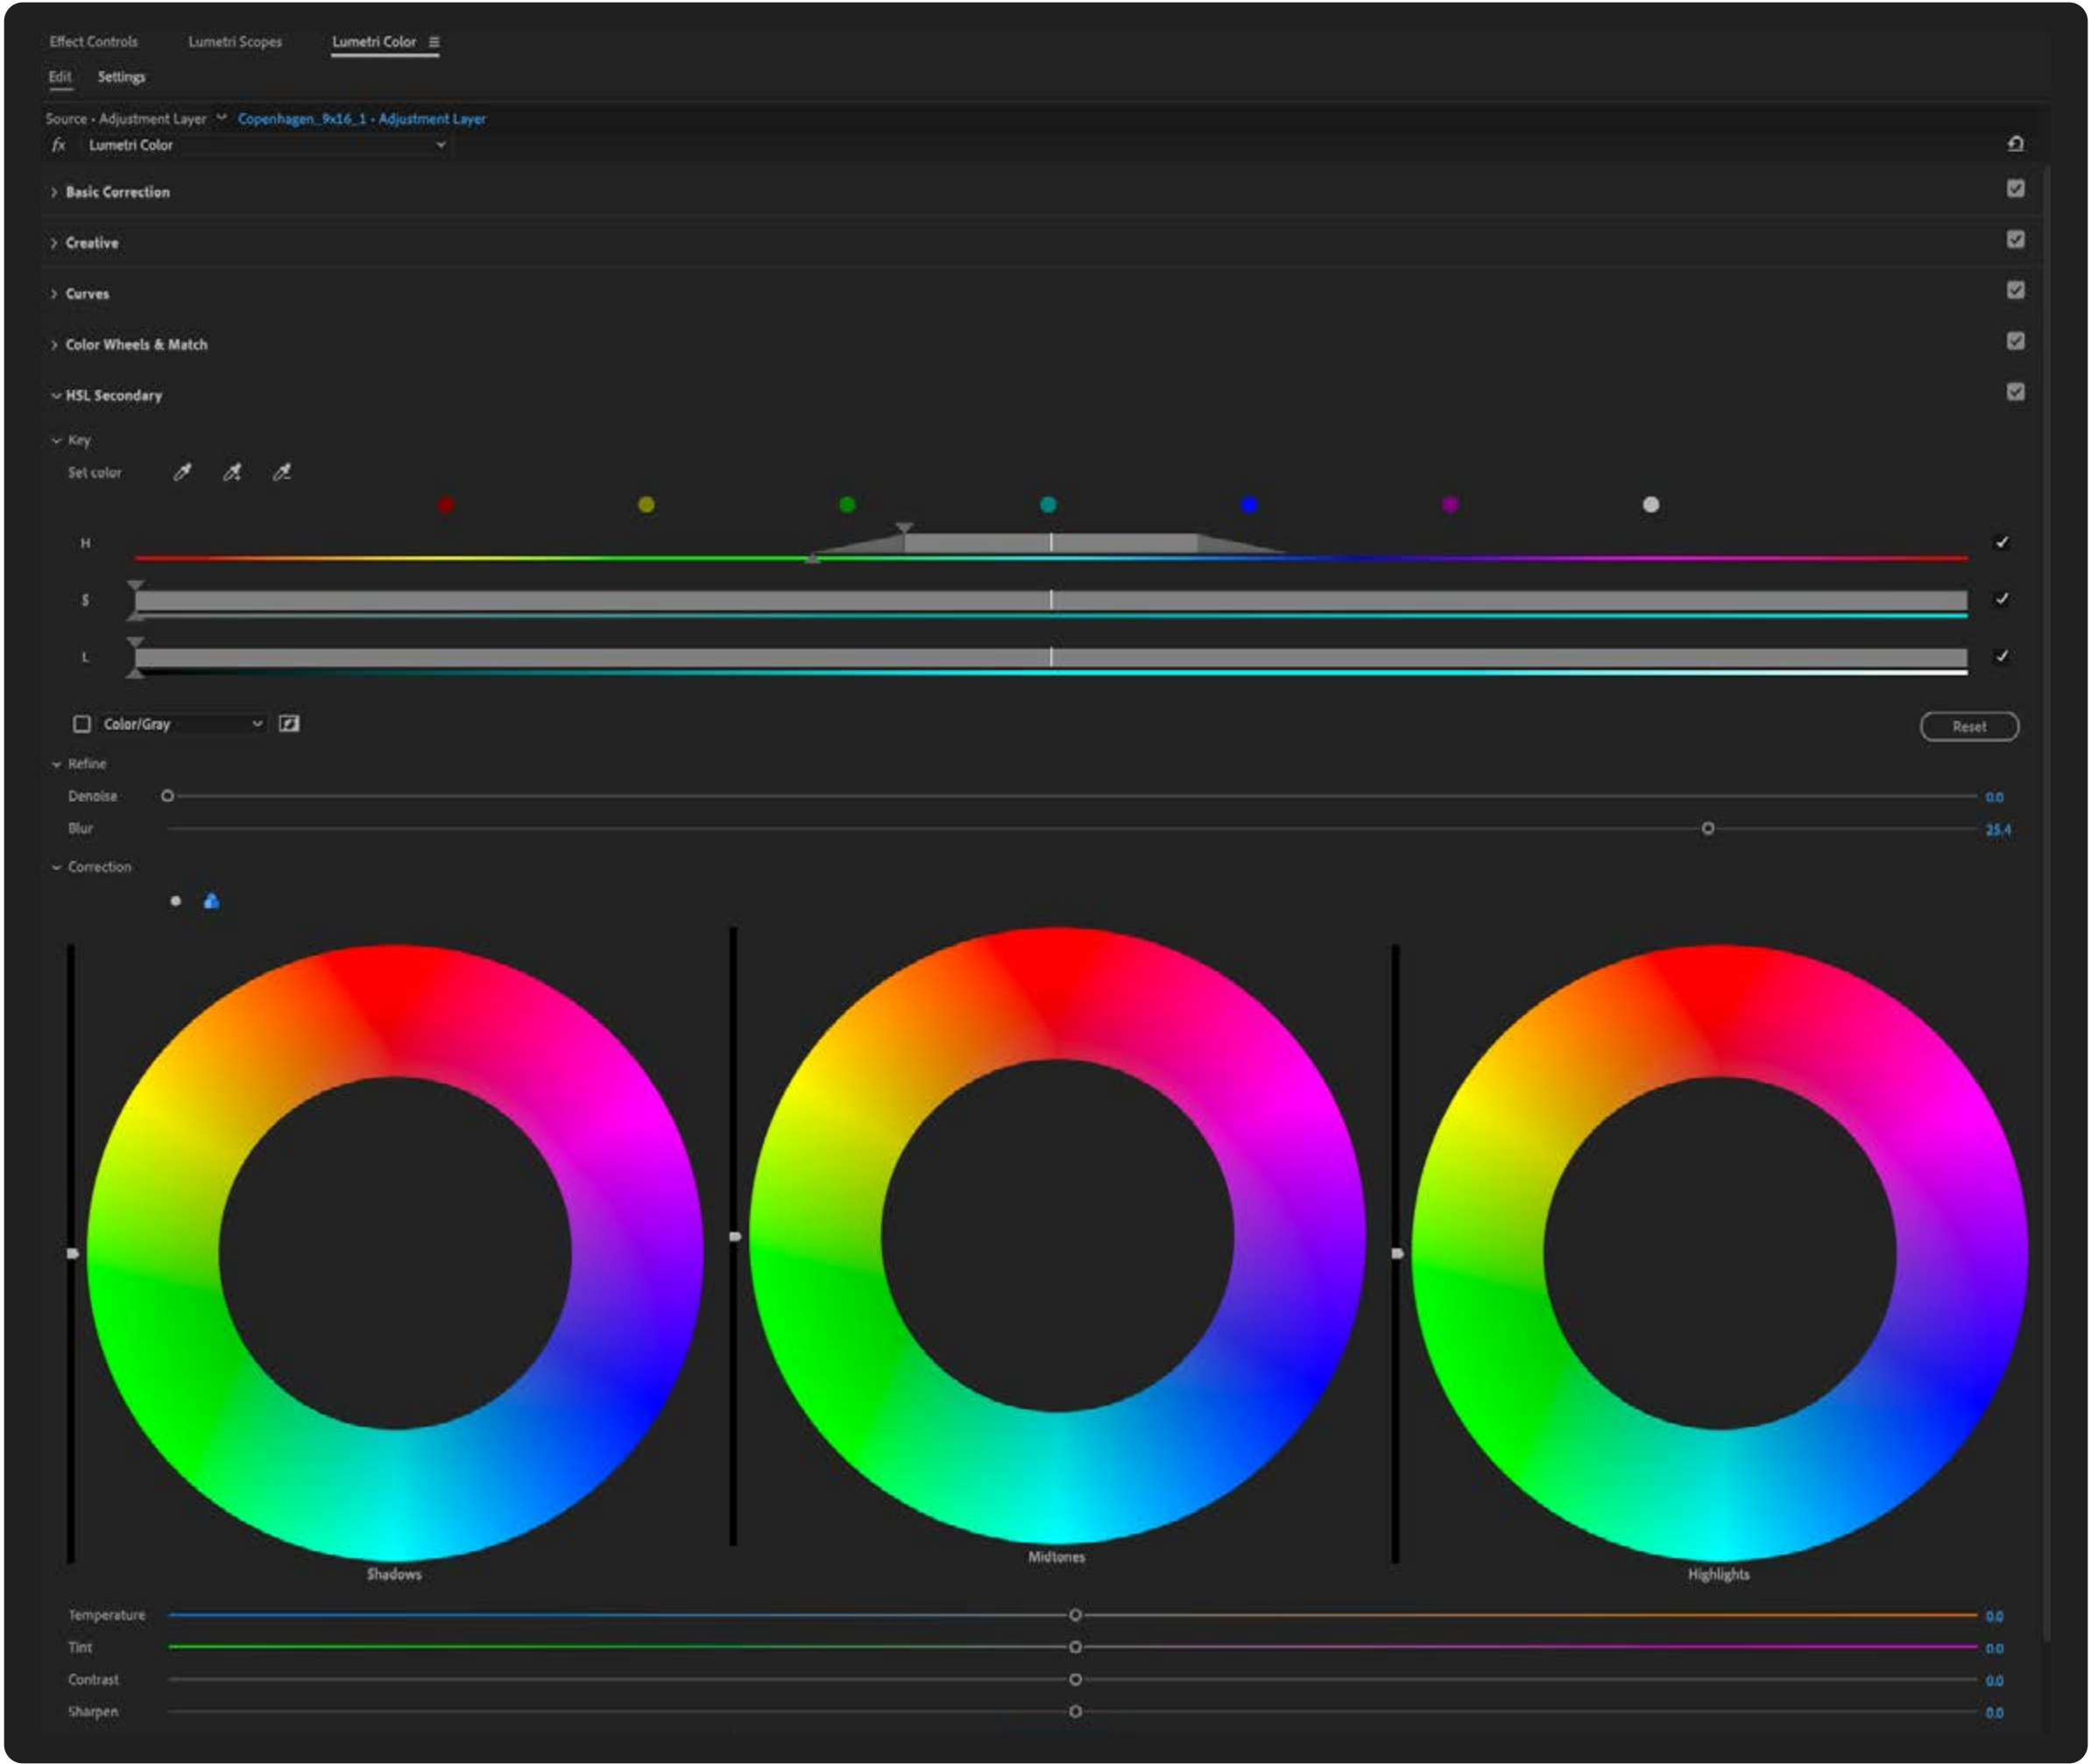 Effect Controls Lumetri Scopes Lumetri Color
Edit Settings
Source - Adjustment Layer Copenhagen_9x16_1 - Adjustment Layer
fx Lumetri Color
Basic Correction
Creative
Curves
Color Wheels & Match
HSL Secondary
Key
Set color
H
S
L
Color/Gray Reset
Refine
Denoise 0.0
Blur 25.4
Correction
Midtones
Shadows Highlights
Temperature 0.0
Tint 0.0
Contrast 0.0
Sharpen 0.0